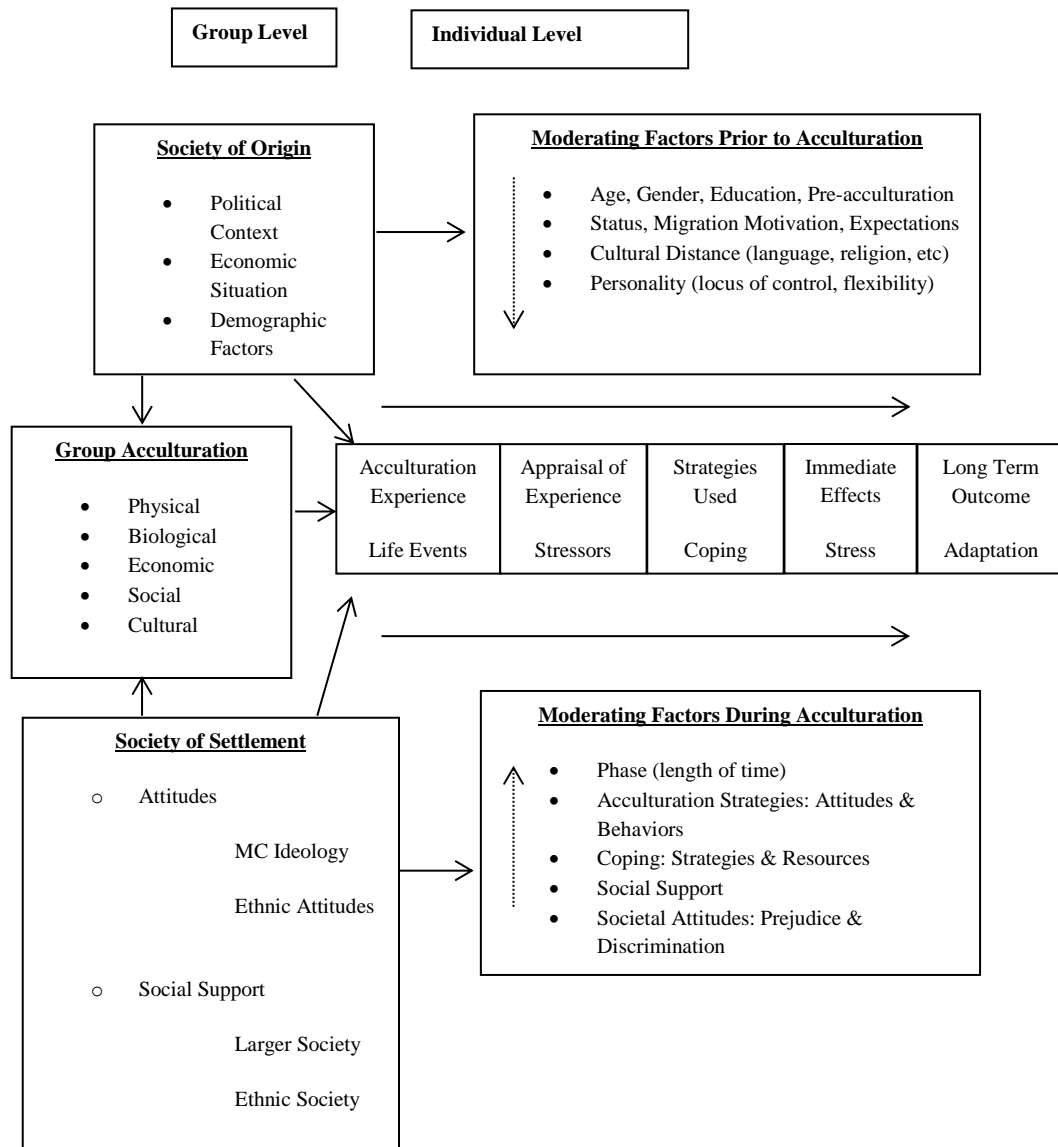 Group Level
Individual Level
Society of Origin
• Political
Context
• Economic
Situation
• Demographic
Factors
Moderating Factors Prior to Acculturation
• Age, Gender, Education, Pre-acculturation
• Status, Migration Motivation, Expectations
• Cultural Distance (language, religion, etc)
• Personality (locus of control, flexibility)
Group Acculturation
• Physical
• Biological
• Economic
• Social
• Cultural
Acculturation
Experience
Life Events
Appraisal of
Experience
Stressors
Strategies
Used
Coping
Immediate
Effects
Stress
Long Term
Outcome
Adaptation
Society of Settlement
o Attitudes
MC Ideology
Ethnic Attitudes
o Social Support
Larger Society
Ethnic Society
Moderating Factors During Acculturation
• Phase (length of time)
• Acculturation Strategies: Attitudes &
Behaviors
• Coping: Strategies & Resources
• Social Support
• Societal Attitudes: Prejudice &
Discrimination